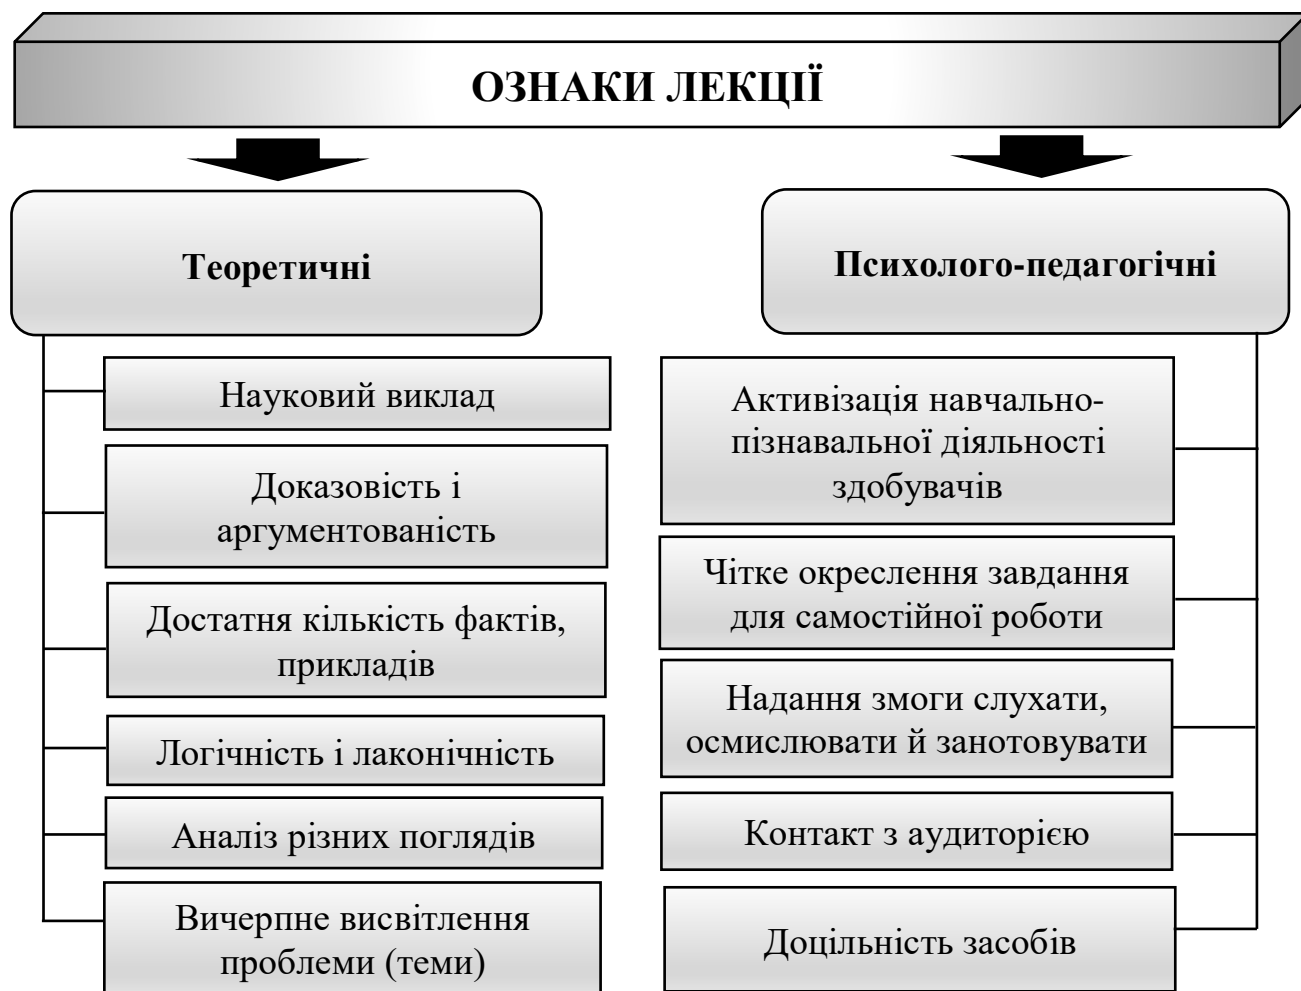 ОЗНАКИ ЛЕКЦІЇ
Теоретичні
Науковий виклад
Доказовість і
аргументованість
Достатня кількість фактів,
прикладів
Логічність і лаконічність
Аналіз різних поглядів
Вичерпне висвітлення
проблеми (теми)
Психолого-педагогічні
Активізація навчально-
пізнавальної діяльності
здобувачів
Чітке окреслення завдання
для самостійної роботи
Надання змоги слухати,
осмислювати й занотовувати
Контакт з аудиторією
Доцільність засобів